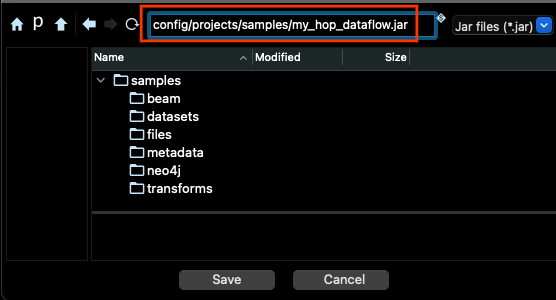 p config/projects/samples/my_hop_dataflow.jar Jar files (*.jar)
Name Modified Size
samples
beam
datasets
files
metadata
neo4j
transforms
Save Cancel